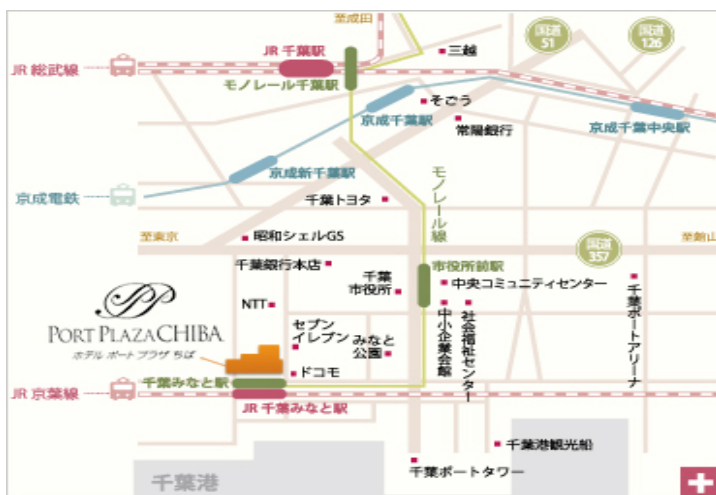 至成田
国道
51
国道
126
JR 千葉駅
三越
JR 総武線
モノレール千葉駅
そごう
京成千葉駅
常陽銀行
京成千葉中央駅
京成新千葉駅
京成電鉄
千葉トヨタ
モノレール線
至東京
昭和シェルGS
国道
357
至館山
千葉銀行本店
千葉
市役所
市役所前駅
中央コミュニティセンター
NTT
中小企業会館
社会福祉センター
千葉ポートアリーナ
PORT PLAZA CHIBA
ホテル ポート プラザ ちば
セブン
イレブン
みなと
公園
ドコモ
千葉みなと駅
JR 京葉線
JR 千葉みなと駅
千葉港観光船
千葉ポートタワー
千葉港